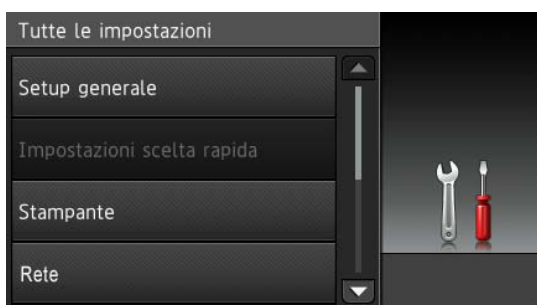 Tutte le impostazioni
Setup generale
Impostazioni scelta rapida
Stampante
Rete